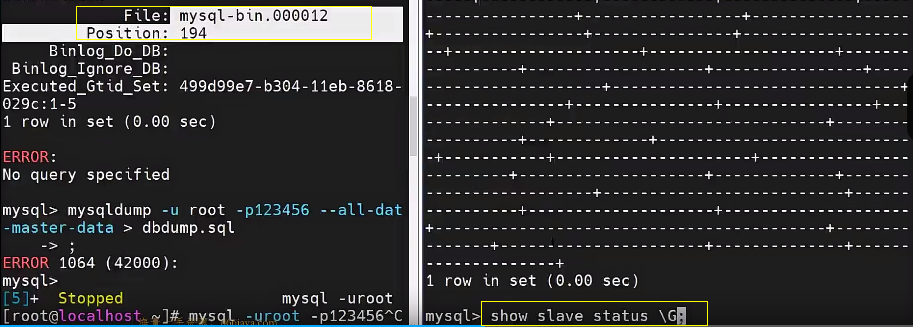 File: mysql-bin.000012
Position: 194
Binlog_Do_DB:
Binlog_Ignore_DB:
Executed_Gtid_Set: 499d99e7-b304-11eb-8618-
029c:1-5
1 row in set (0.00 sec)
ERROR:
No query specified
mysql> mysqldump -u root -p123456 --all-dat
-master-data > dbdump.sql
-> ;
ERROR 1064 (42000):
mysql>
[5]+ Stopped mysql -uroot
[root@localhost ~]# mysql -uroot -p123456^C
1 row in set (0.00 sec)
mysql> show slave status \G;